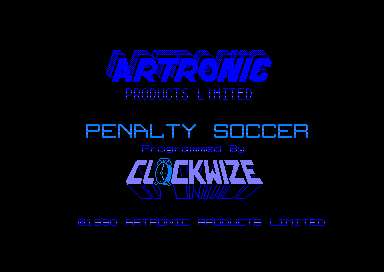 ARTRONIC
PRODUCTS LIMITED
PENALTY SOCCER
Programmed By
CLOCKWIZE
©1990 ARTRONIC PRODUCTS LIMITED